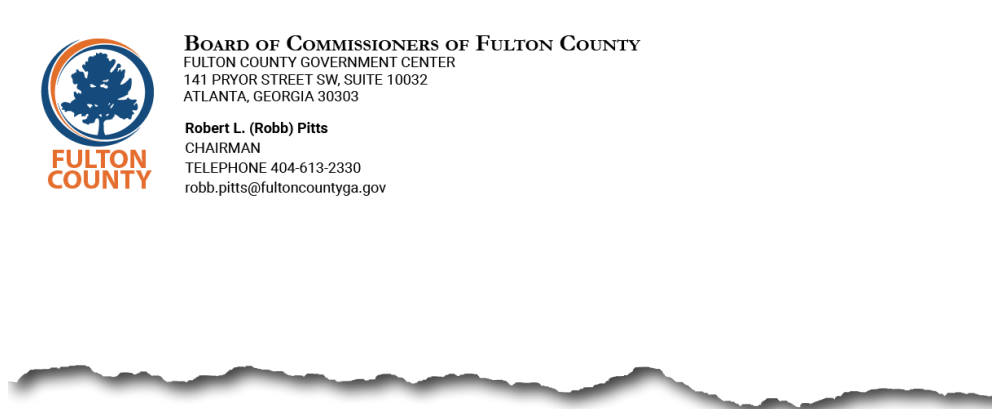 BOARD OF COMMISSIONERS OF FULTON COUNTY
FULTON COUNTY GOVERNMENT CENTER
141 PRYOR STREET SW, SUITE 10032
ATLANTA, GEORGIA 30303
Robert L. (Robb) Pitts
CHAIRMAN
TELEPHONE 404-613-2330
robb.pitts@fultoncountyga.gov
FULTON
COUNTY